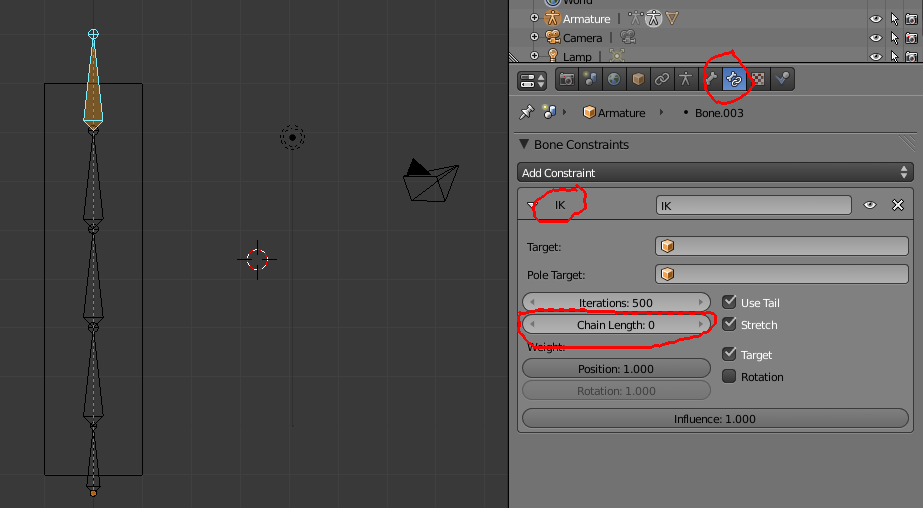 World
Armature
Camera
Lamp
Armature
Bone.003
Bone Constraints
Add Constraint
IK
IK
Target:
Pole Target:
Iterations: 500
Use Tail
Chain Length: 0
Stretch
Weight:
Target
Position: 1.000
Rotation
Rotation: 1.000
Influence: 1.000